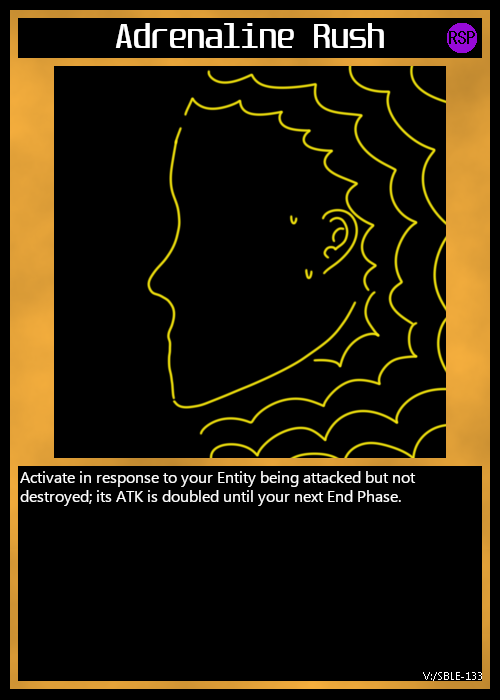 Adrenaline Rush
RSP
Activate in response to your Entity being attacked but not
destroyed; its ATK is doubled until your next End Phase.
V:/SBLE-133